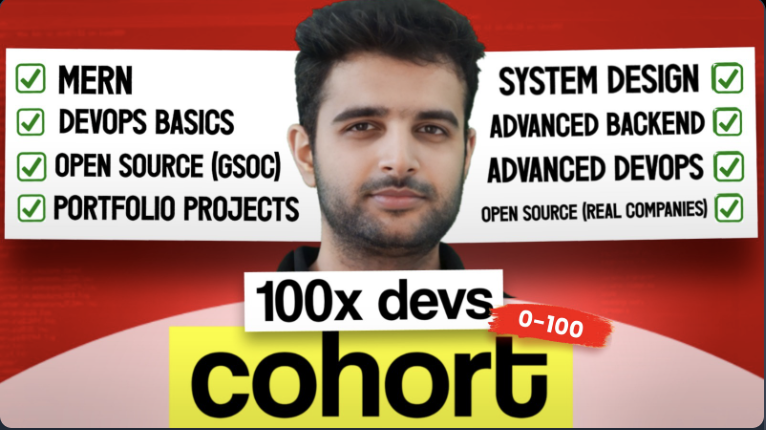 MERN
DEVOPS BASICS
OPEN SOURCE (GSOC)
PORTFOLIO PROJECTS
SYSTEM DESIGN
ADVANCED BACKEND
ADVANCED DEVOPS
OPEN SOURCE (REAL COMPANIES)
100x devs
0-100
cohort